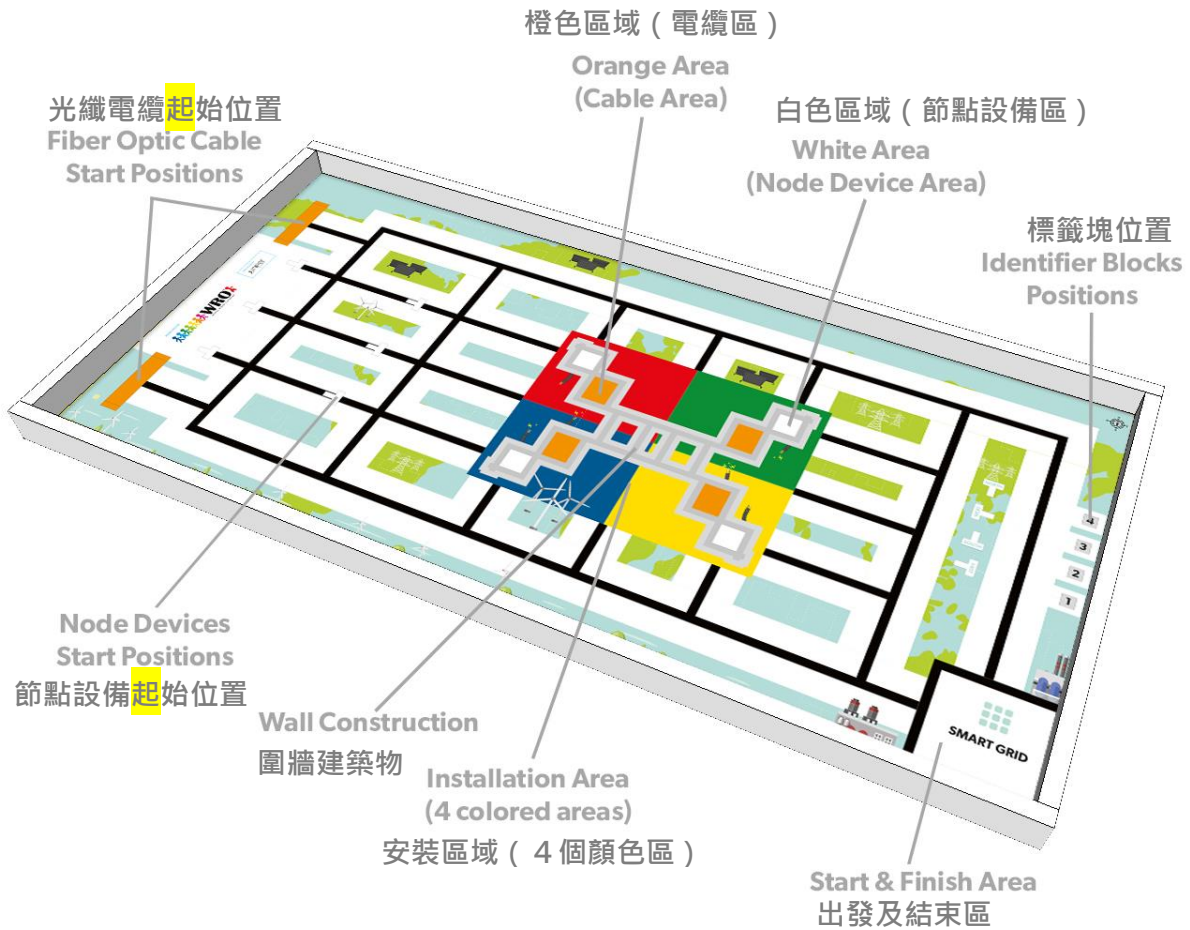 橙色區域（電纜區）
Orange Area
(Cable Area)
光纖電纜起始位置
Fiber Optic Cable
Start Positions
白色區域（節點設備區）
White Area
(Node Device Area)
標籤塊位置
Identifier Blocks
Positions
WRO
4
3
2
1
Node Devices
Start Positions
節點設備起始位置
Wall Construction
圍牆建築物
Installation Area
(4 colored areas)
安裝區域（４個顏色區）
SMART GRID
Start & Finish Area
出發及結束區